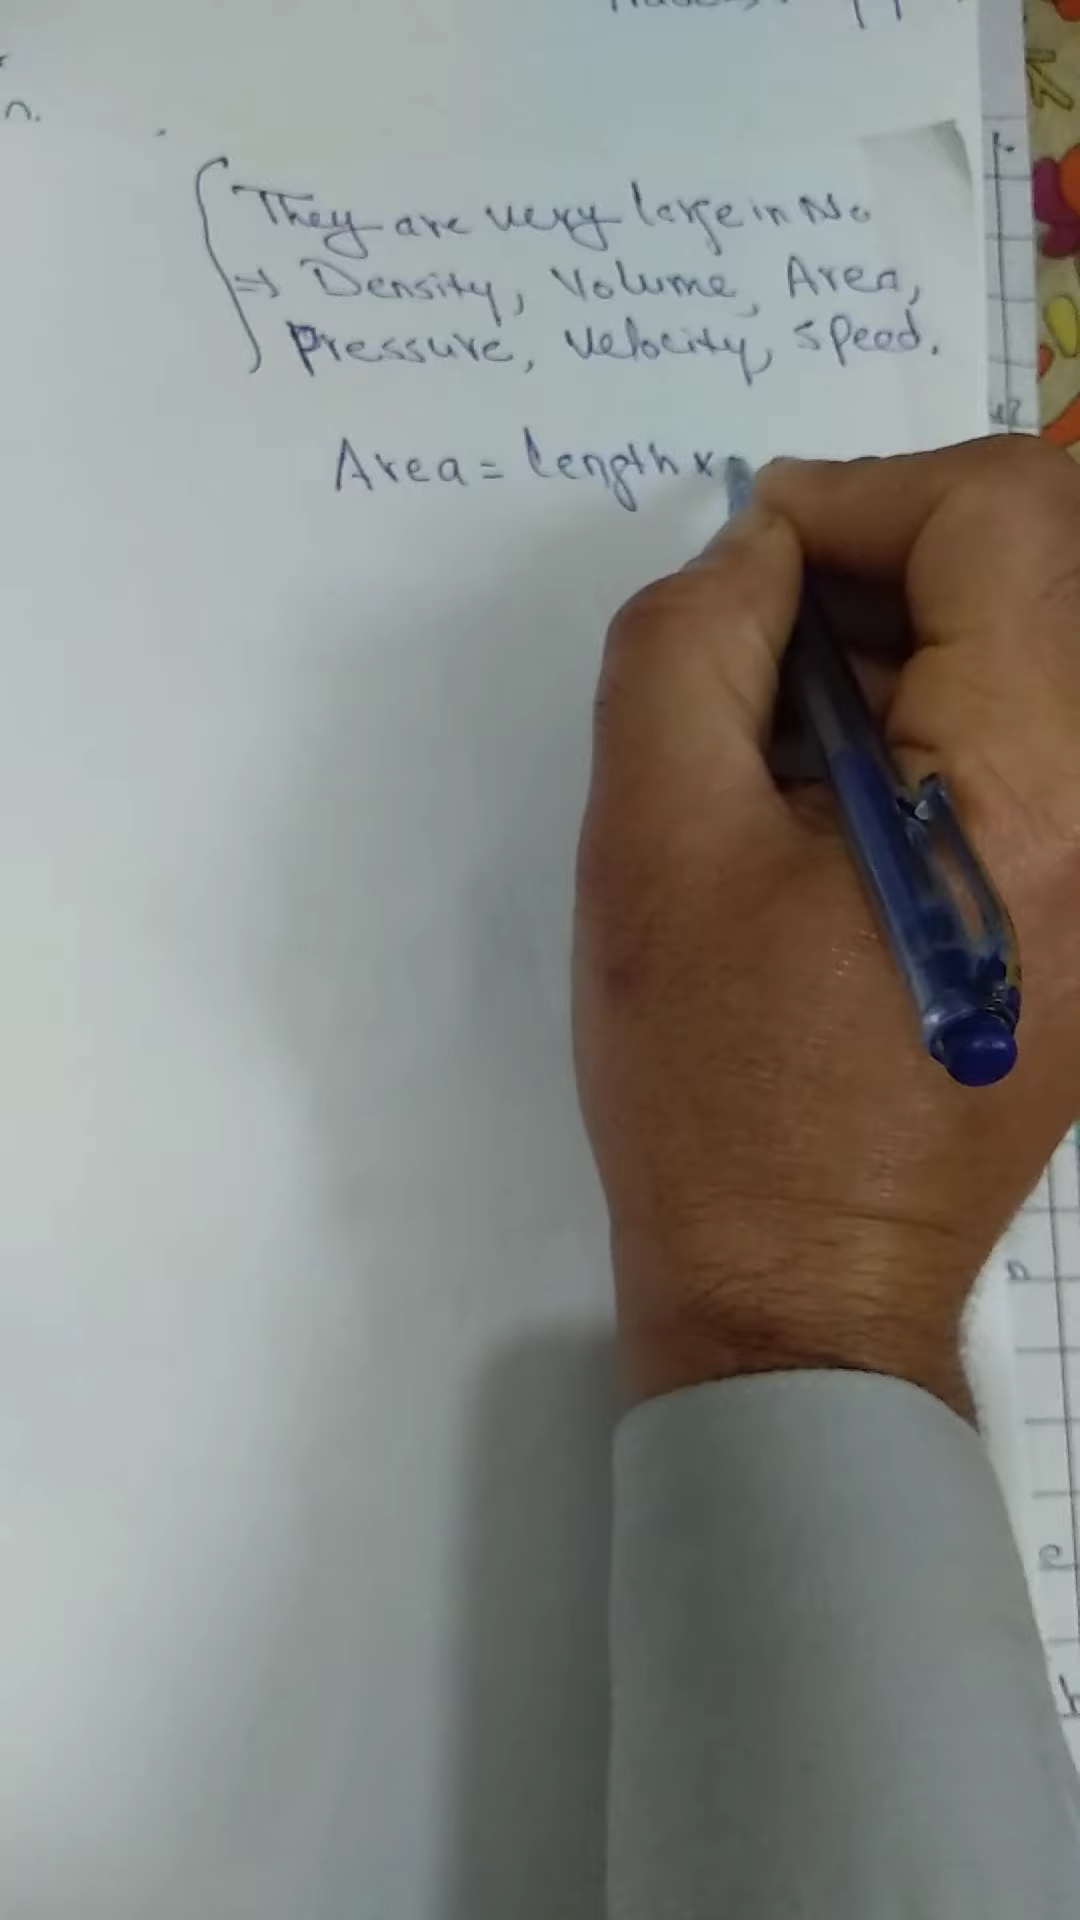 n.
They are very large in No
⇒ Density, Volume, Area,
Pressure, Velocity, Speed.
Area = length ×